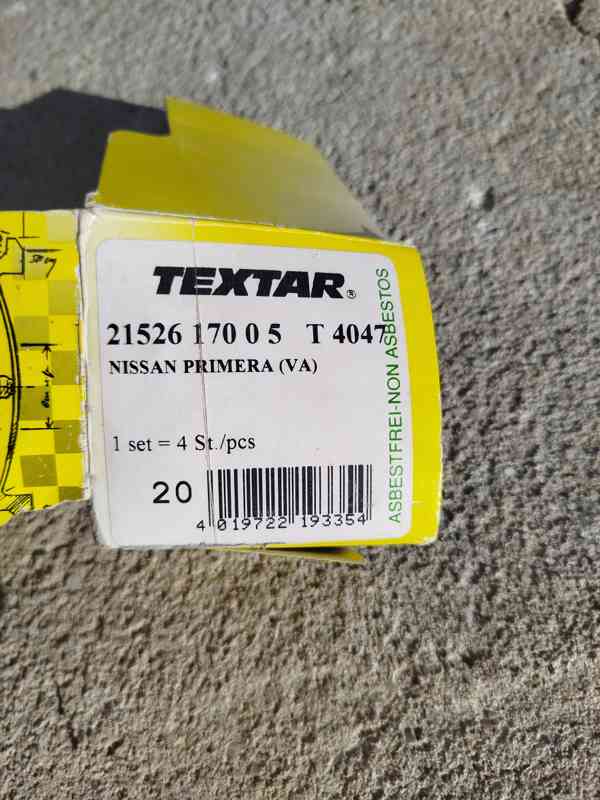 TEXTAR®
21526 170 0 5 T 4047
NISSAN PRIMERA (VA)
1 set = 4 St./pcs
20
4 019722 193354
ASBESTFREI-NON ASBESTOS